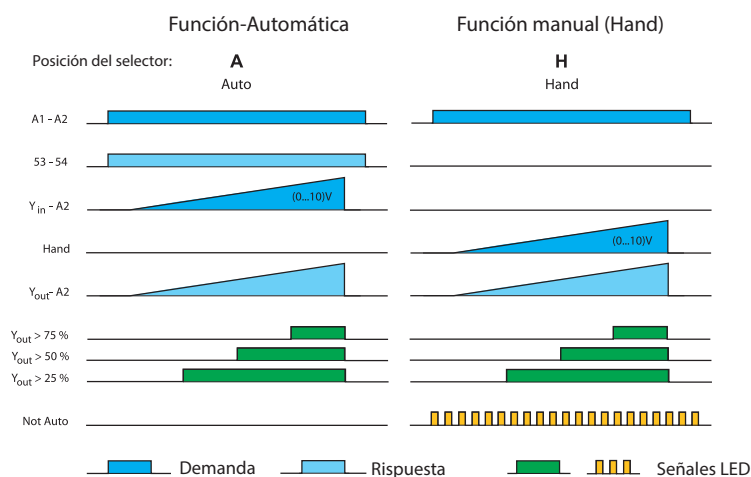 Función-Automática Función manual (Hand)
Posición del selector: A H
Auto Hand
A1 - A2
53 - 54
Y in - A2 (0...10)V
Hand (0...10)V
Yout- A2
Yout > 75 %
Yout > 50 %
Yout > 25 %
Not Auto
Demanda Rispuesta Señales LED